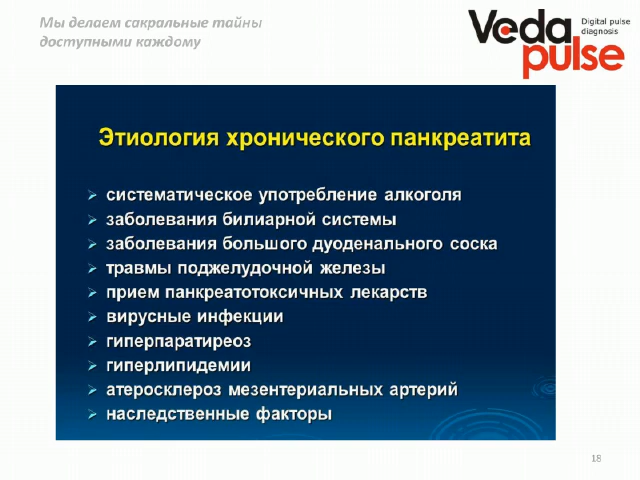 Мы делаем сакральные тайны
доступными каждому
Veda
pulse
Digital pulse
diagnosis
Этиология хронического панкреатита
систематическое употребление алкоголя
заболевания билиарной системы
заболевания большого дуоденального соска
травмы поджелудочной железы
прием панкреатотоксичных лекарств
вирусные инфекции
гиперпаратиреоз
гиперлипидемии
атеросклероз мезентериальных артерий
наследственные факторы
18